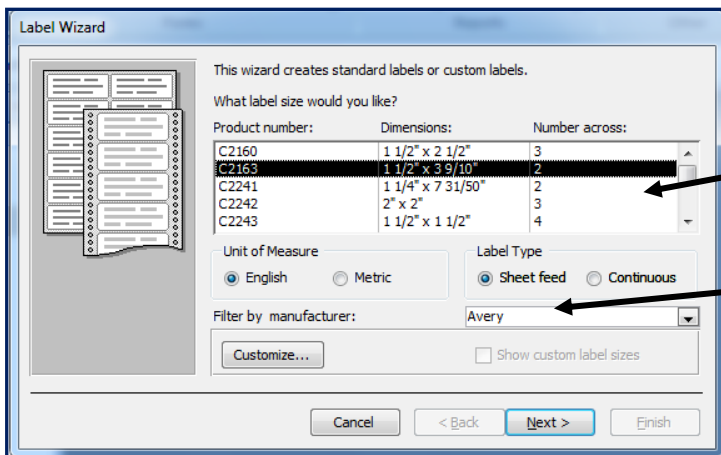 Label Wizard
This wizard creates standard labels or custom labels.
What label size would you like?
Product number: Dimensions: Number across:
C2160 1 1/2" x 2 1/2" 3
C2163 1 1/2" x 3 9/10" 2
C2241 1 1/4" x 7 31/50" 2
C2242 2" x 2" 3
C2243 1 1/2" x 1 1/2" 4
Unit of Measure Label Type
English Metric Sheet feed Continuous
Filter by manufacturer: Avery
Customize... Show custom label sizes
Cancel < Back Next > Finish